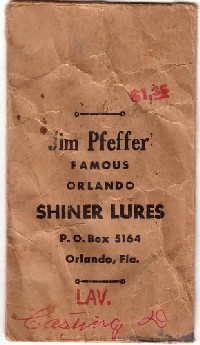 $1.35
Jim Pfeffer
FAMOUS
ORLANDO
SHINER LURES
P.O.Box 5164
Orlando, Fla.
LAV.
Casting